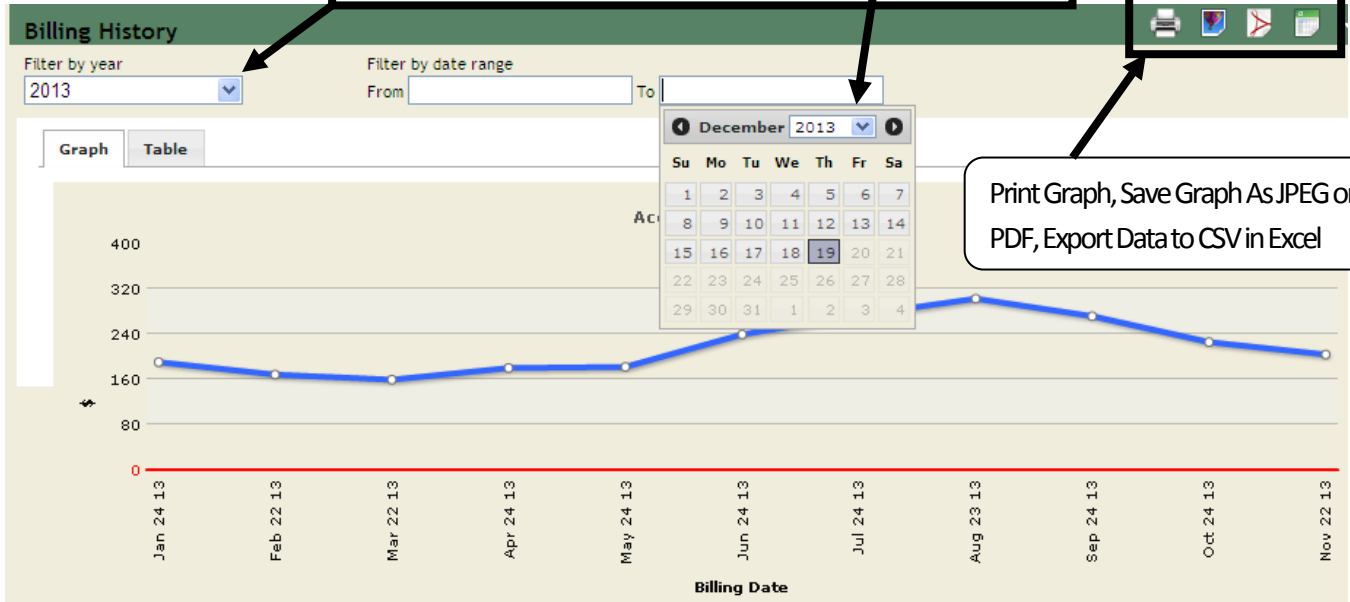 Billing History
Filter by year
Filter by date range
2013
From
To
December 2013
Su Mo Tu We Th Fr Sa
1 2 3 4 5 6 7
8 9 10 11 12 13 14
15 16 17 18 19 20 21
22 23 24 25 26 27 28
29 30 31 1 2 3 4
Graph Table
Print Graph, Save Graph As JPEG or
PDF, Export Data to CSV in Excel
400
320
240
160
80
0
$
Jan 24 13
Feb 22 13
Mar 22 13
Apr 24 13
May 24 13
Jun 24 13
Jul 24 13
Aug 23 13
Sep 24 13
Oct 24 13
Nov 22 13
Billing Date